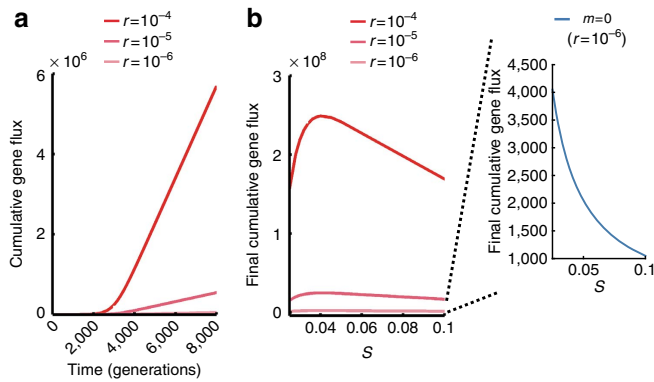 a
r=10⁻⁴
r=10⁻⁵
r=10⁻⁶
× 10⁶
6
4
2
0
Cumulative gene flux
0
2,000
4,000
6,000
8,000
Time (generations)
b
r=10⁻⁴
r=10⁻⁵
r=10⁻⁶
× 10⁸
3
2
1
0
Final cumulative gene flux
0.04
0.06
0.08
0.1
S
m=0
(r=10⁻⁶)
4,500
4,000
3,500
3,000
2,500
2,000
1,500
1,000
Final cumulative gene flux
0.05
0.1
S